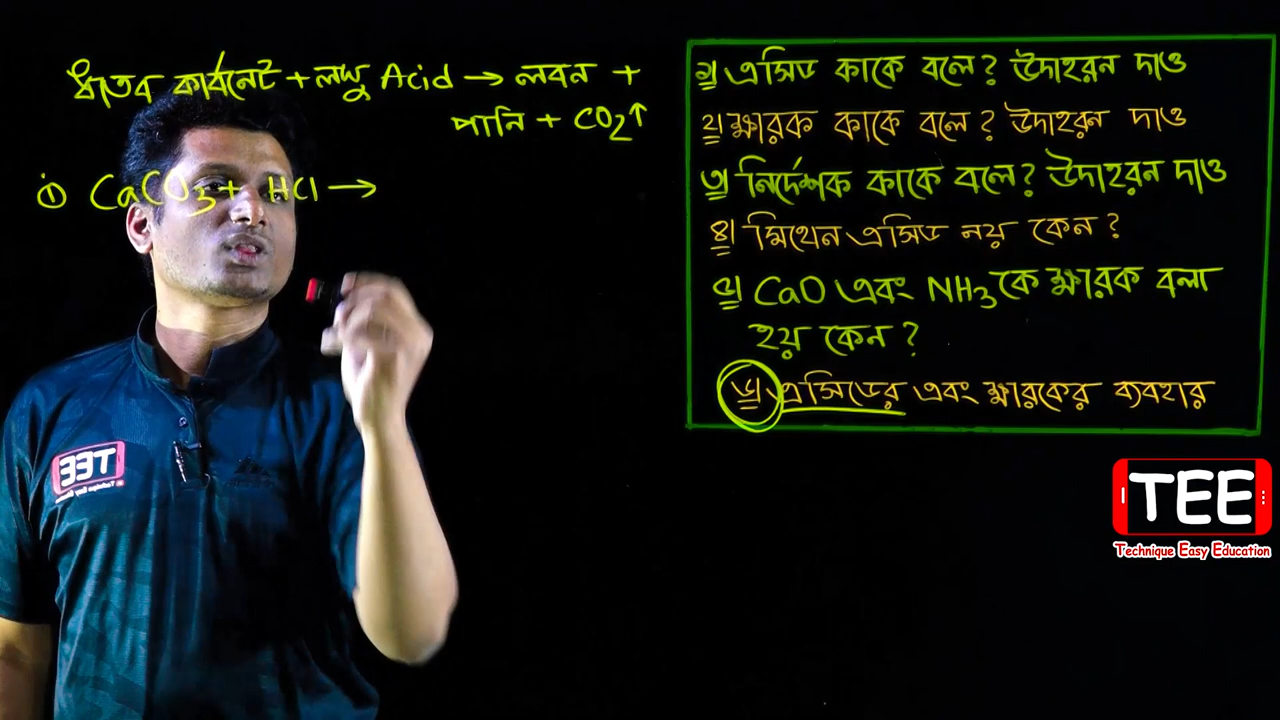 ধাতব কার্বনেট + লঘু Acid → লবন +
পানি + CO2↑
① CaCO3 + HCl →
১। এসিড কাকে বলে? উদাহরন দাও
২। ক্ষারক কাকে বলে? উদাহরন দাও
৩। নির্দেশক কাকে বলে? উদাহরন দাও
৪। মিথেন এসিড নয় কেন?
৫। CaO এবং NH3 কে ক্ষারক বলা
হয় কেন?
৬। এসিডের এবং ক্ষারকের ব্যবহার
TEE
TEE
Technique Easy Education